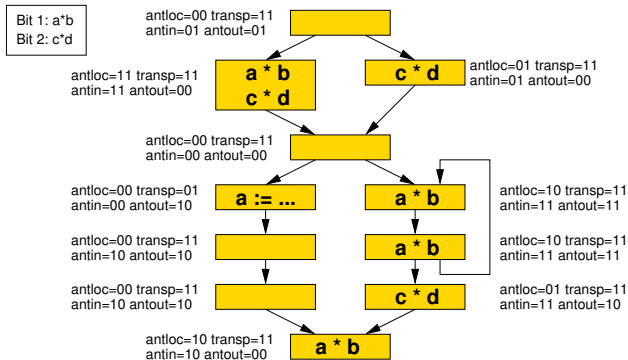 Bit 1: a*b
Bit 2: c*d
antloc=00 transp=11
antin=01 antout=01
antloc=11 transp=11
antin=11 antout=00
a * b
c * d
c * d
antloc=01 transp=11
antin=01 antout=00
antloc=00 transp=11
antin=00 antout=00
antloc=00 transp=01
antin=00 antout=10
a := ...
a * b
antloc=10 transp=11
antin=11 antout=11
antloc=00 transp=11
antin=10 antout=10
a * b
antloc=10 transp=11
antin=11 antout=11
antloc=00 transp=11
antin=10 antout=10
c * d
antloc=01 transp=11
antin=11 antout=10
antloc=10 transp=11
antin=10 antout=00
a * b